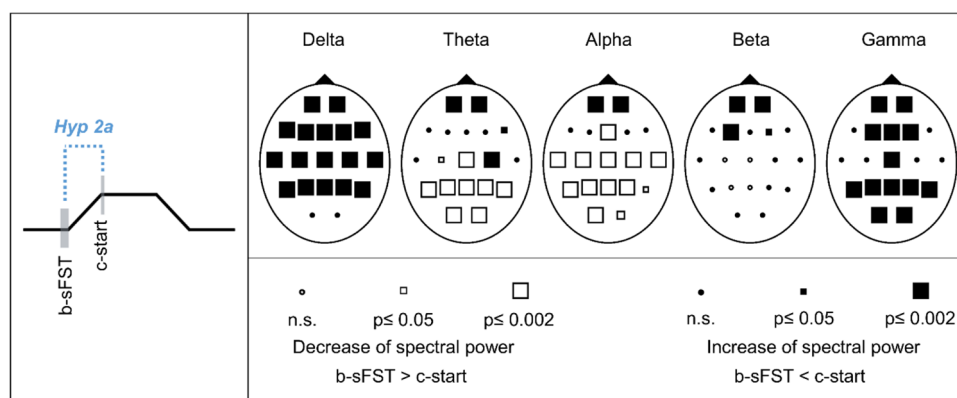 Delta Theta Alpha Beta Gamma
Hyp 2a
b-sFST
c-start
n.s. p≤ 0.05 p≤ 0.002 n.s. p≤ 0.05 p≤ 0.002
Decrease of spectral power Increase of spectral power
b-sFST > c-start b-sFST < c-start